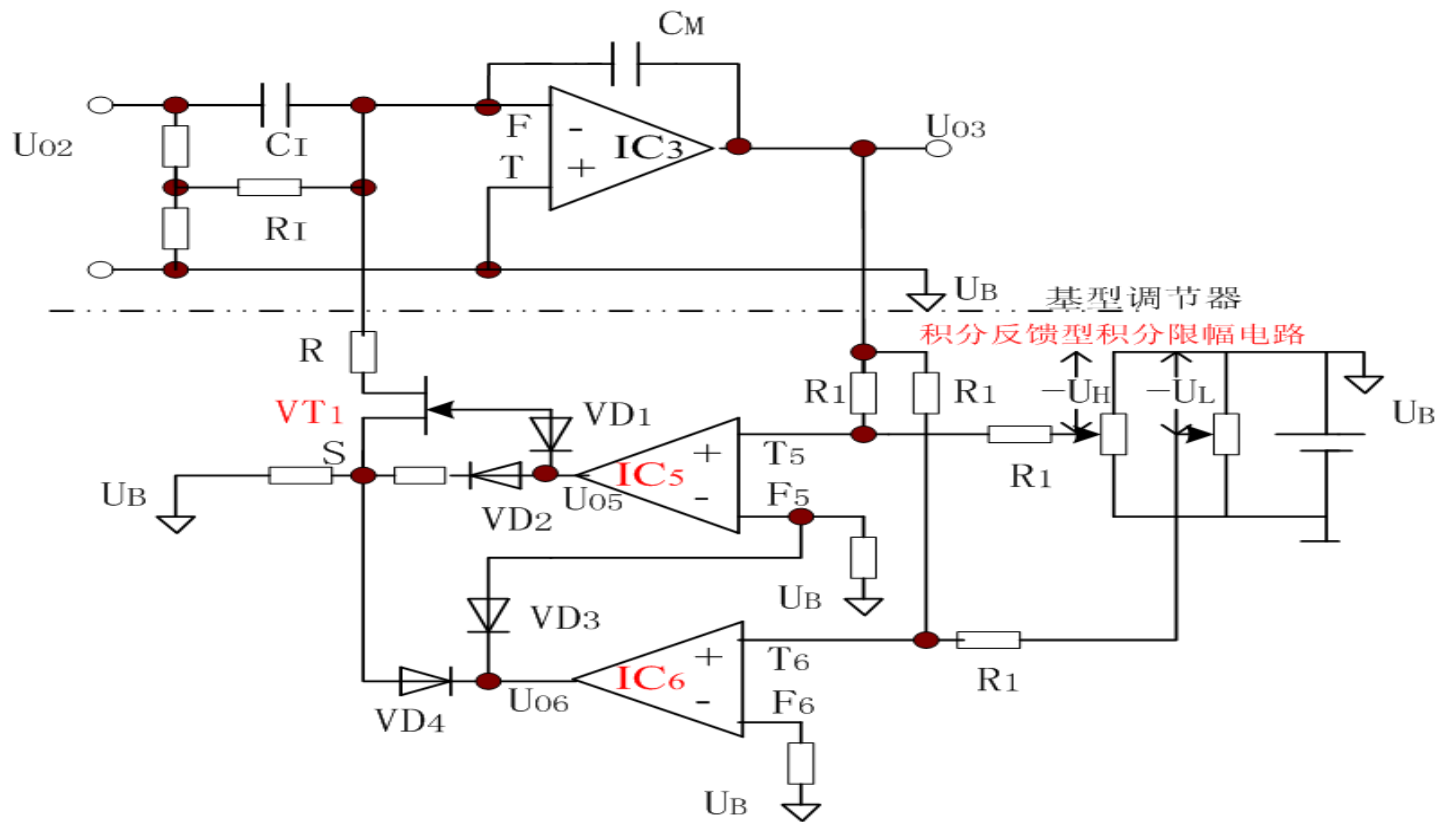 CM
UO2
CI
F
-
IC3
UO3
T
+
RI
UB
基型调节器
积分反馈型积分限幅电路
R
R1
R1
-UH
-UL
UB
VT1
VD1
S
+
T5
IC5
R1
UB
UO5
-
F5
VD2
UB
VD3
+
T6
IC6
R1
UO6
-
F6
VD4
UB